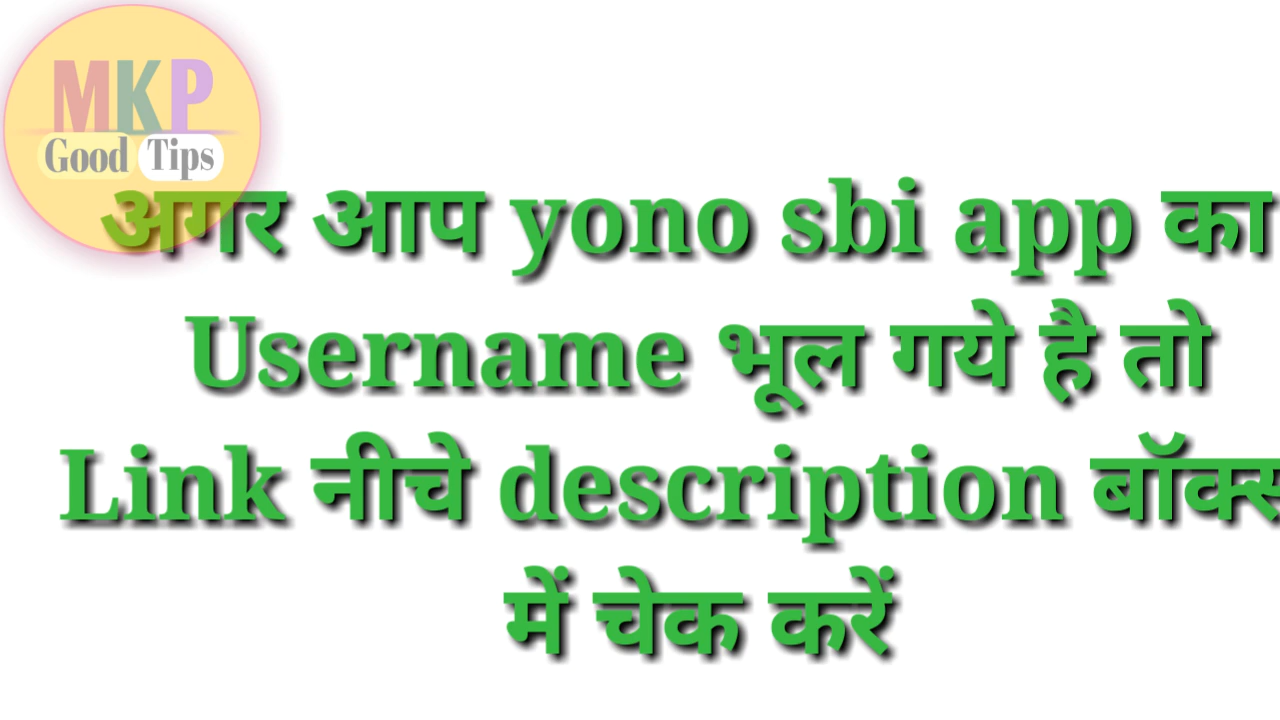 MKP
Good Tips
अगर आप yono sbi app का
Username भूल गये है तो
Link नीचे description बॉक्स
में चेक करें